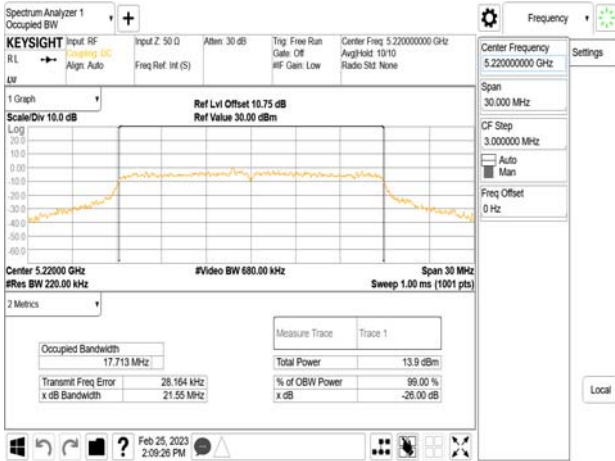 Spectrum Analyzer 1
Occupied BW
Frequency
KEYSIGHT
RL
Input: RF
Coupling: DC
Align: Auto
Input Z: 50 Ω
Freq Ref: Int (S)
Atten: 30 dB
Trig: Free Run
Gate: Off
#IF Gain: Low
Center Freq: 5.220000000 GHz
Avg|Hold: 10/10
Radio Std: None
Center Frequency
5.220000000 GHz
Settings
Span
30.000 MHz
CF Step
3.000000 MHz
Auto
Man
Freq Offset
0 Hz
1 Graph
Scale/Div 10.0 dB
Ref Lvl Offset 10.75 dB
Ref Value 30.00 dBm
Log
20.0
10.0
0.00
-10.0
-20.0
-30.0
-40.0
-50.0
-60.0
Center 5.22000 GHz
#Video BW 680.00 kHz
Span 30 MHz
#Res BW 220.00 kHz
Sweep 1.00 ms (1001 pts)
2 Metrics
Measure Trace
Trace 1
Occupied Bandwidth
17.713 MHz
Total Power
13.9 dBm
Transmit Freq Error
28.164 kHz
% of OBW Power
99.00 %
x dB Bandwidth
21.55 MHz
x dB
-26.00 dB
Local
Feb 25, 2023
2:09:26 PM